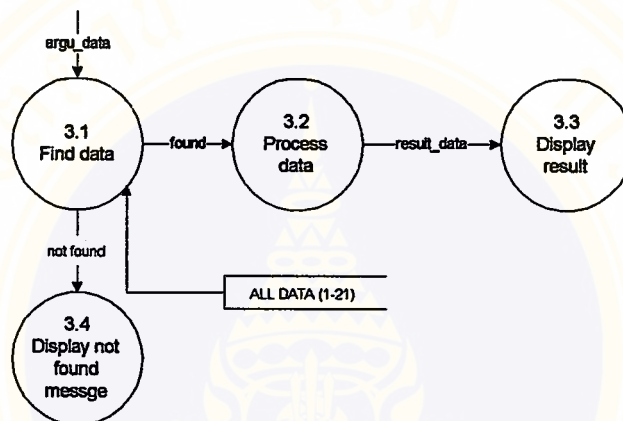 argu_data
3.1
Find data
found
3.2
Process
data
result_data
3.3
Display
result
not found
ALL DATA (1-21)
3.4
Display not
found
messge